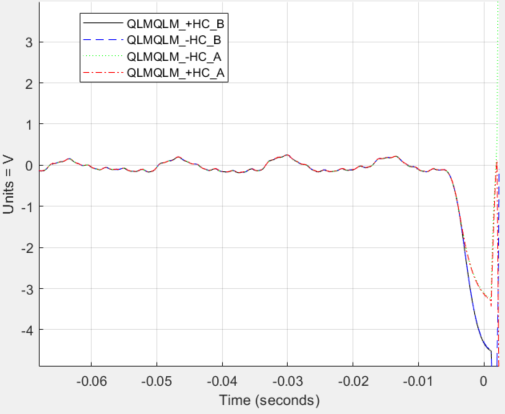 QLMQLM_+HC_B
QLMQLM_-HC_B
QLMQLM_-HC_A
QLMQLM_+HC_A
3
2
1
0
-1
-2
-3
-4
Units = V
-0.06
-0.05
-0.04
-0.03
-0.02
-0.01
0
Time (seconds)